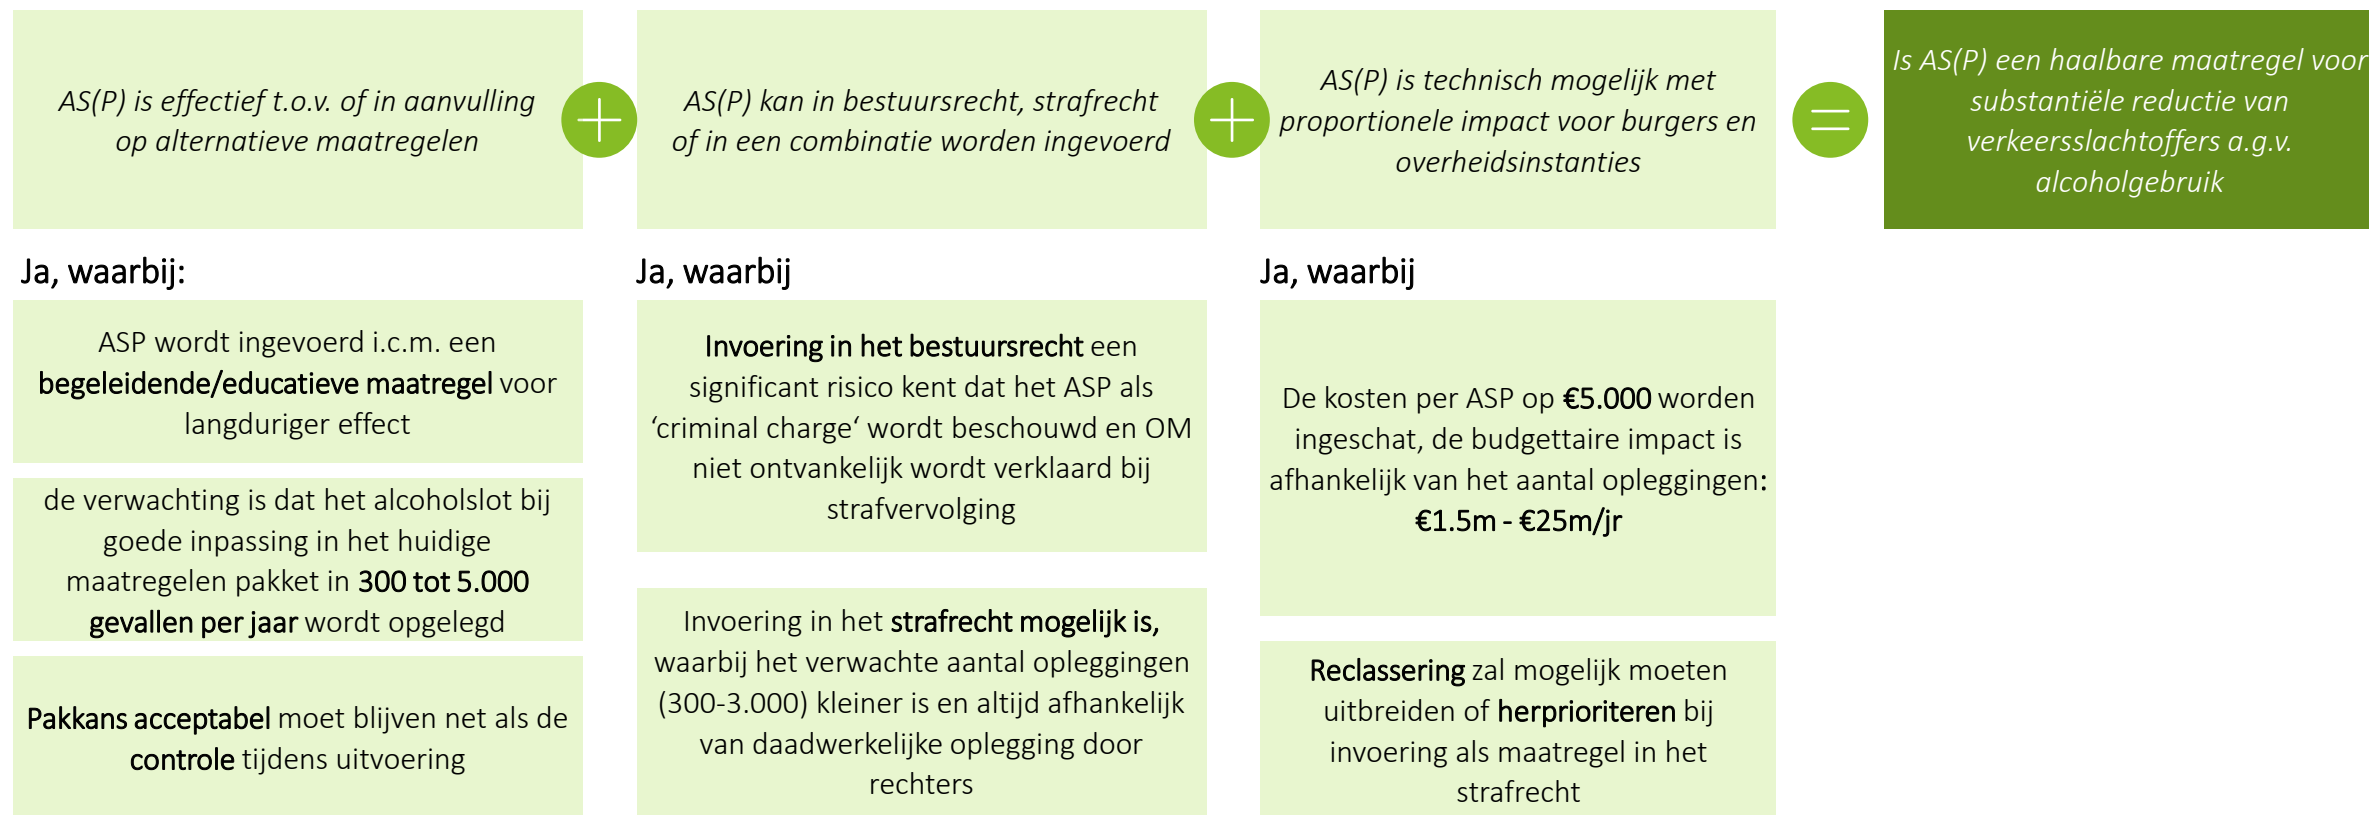 AS(P) is effectief t.o.v. of in aanvulling
op alternatieve maatregelen
AS(P) kan in bestuursrecht, strafrecht
of in een combinatie worden ingevoerd
AS(P) is technisch mogelijk met
proportionele impact voor burgers en
overheidsinstanties
Is AS(P) een haalbare maatregel voor
substantiële reductie van
verkeersslachtoffers a.g.v.
alcoholgebruik
Ja, waarbij:
ASP wordt ingevoerd i.c.m. een
begeleidende/educatieve maatregel voor
langduriger effect
de verwachting is dat het alcoholslot bij
goede inpassing in het huidige
maatregelen pakket in 300 tot 5.000
gevallen per jaar wordt opgelegd
Pakkans acceptabel moet blijven net als de
controle tijdens uitvoering
Ja, waarbij
Invoering in het bestuursrecht een
significant risico kent dat het ASP als
‘criminal charge‘ wordt beschouwd en OM
niet ontvankelijk wordt verklaard bij
strafvervolging
Invoering in het strafrecht mogelijk is,
waarbij het verwachte aantal opleggingen
(300-3.000) kleiner is en altijd afhankelijk
van daadwerkelijke oplegging door
rechters
Ja, waarbij
De kosten per ASP op €5.000 worden
ingeschat, de budgettaire impact is
afhankelijk van het aantal opleggingen:
€1.5m - €25m/jr
Reclassering zal mogelijk moeten
uitbreiden of herprioriteren bij
invoering als maatregel in het
strafrecht